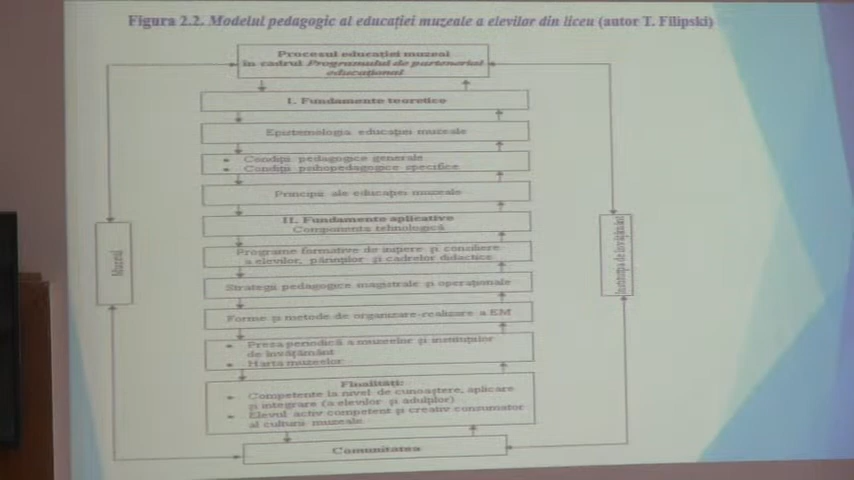 Figura 2.2. Modelul pedagogic al educației muzeale a elevilor din liceu (autor T. Filipski)
Procesul educației muzeal
în cadrul Programului de parteneriat
educațional
I. Fundamente teoretice
Epistemologia educației muzeale
• Condiții pedagogice generale
• Condiții psihopedagogice specifice
Principii ale educației muzeale
II. Fundamente aplicative
Componenta tehnologică
Programe formative de inițiere și consiliere
a elevilor, părinților și cadrelor didactice
Strategii pedagogice magistrale și operaționale
Forme și metode de organizare-realizare a EM
• Presa periodică a muzeelor și instituțiilor
de învățământ
• Harta muzeelor
Finalități:
• Competente la nivel de cunoaștere, aplicare
și integrare (a elevilor și adulților)
• Elevul activ competent și creativ consumator
al culturii muzeale
Comunitatea
Muzeul
Instituția de învățământ